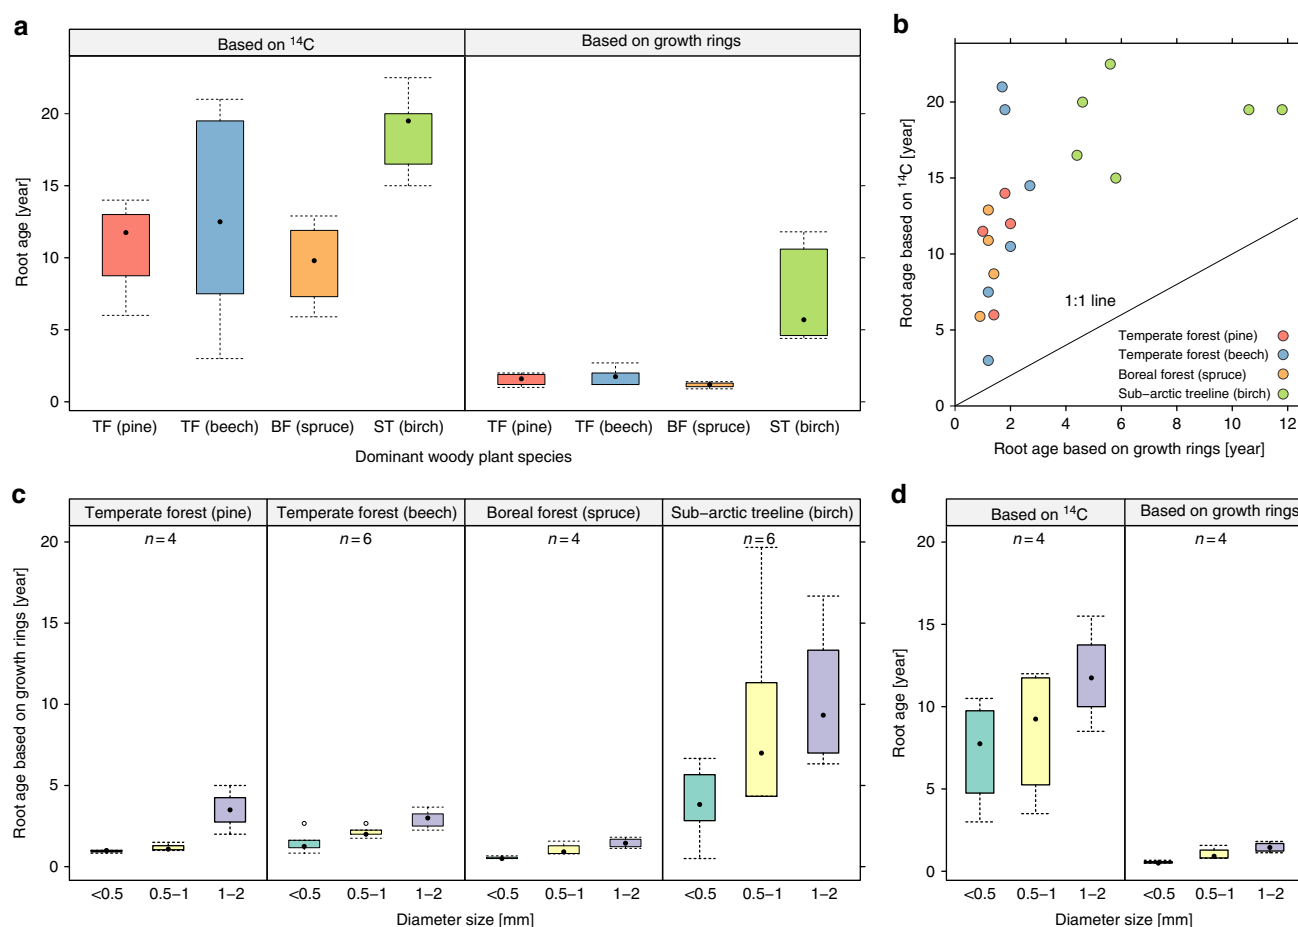 a
Based on ¹⁴C
Based on growth rings
Root age [year]
20
15
10
5
0
TF (pine)
TF (beech)
BF (spruce)
ST (birch)
TF (pine)
TF (beech)
BF (spruce)
ST (birch)
Dominant woody plant species
b
Root age based on ¹⁴C [year]
20
15
10
5
0
1:1 line
Temperate forest (pine)
Temperate forest (beech)
Boreal forest (spruce)
Sub−arctic treeline (birch)
0 2 4 6 8 10 12
Root age based on growth rings [year]
c
Temperate forest (pine)
Temperate forest (beech)
Boreal forest (spruce)
Sub−arctic treeline (birch)
n = 4
n = 6
n = 4
n = 6
Root age based on growth rings [year]
20
15
10
5
0
<0.5 0.5−1 1−2
<0.5 0.5−1 1−2
<0.5 0.5−1 1−2
<0.5 0.5−1 1−2
Diameter size [mm]
d
Based on ¹⁴C
Based on growth rings
n = 4
n = 4
Root age [year]
20
15
10
5
0
<0.5 0.5−1 1−2
<0.5 0.5−1 1−2
Diameter size [mm]